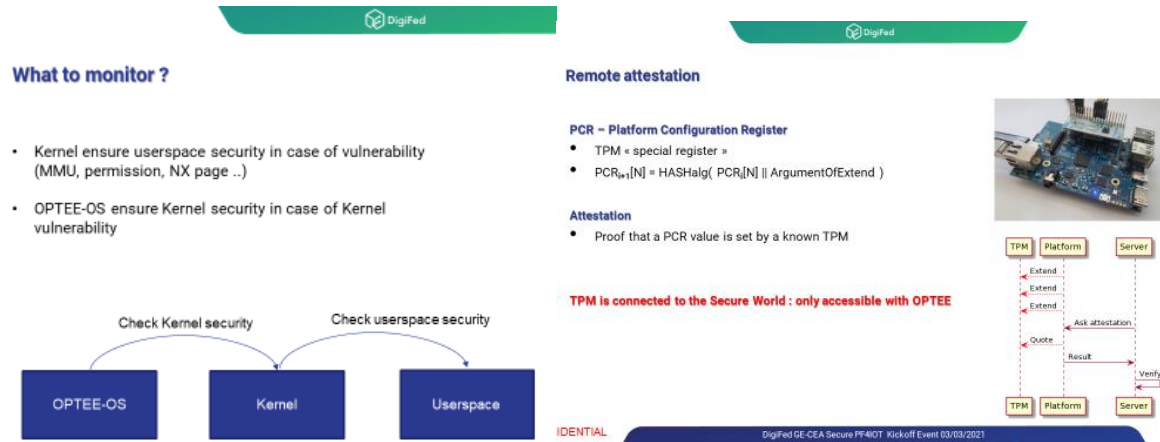 DigiFed
What to monitor ?
• Kernel ensure userspace security in case of vulnerability
(MMU, permission, NX page ..)
• OPTEE-OS ensure Kernel security in case of Kernel
vulnerability
Check Kernel security
Check userspace security
OPTEE-OS
Kernel
Userspace
DigiFed
Remote attestation
PCR – Platform Configuration Register
• TPM « special register »
• PCRi+1[N] = HASHalg( PCRi[N] || ArgumentOfExtend )
Attestation
• Proof that a PCR value is set by a known TPM
TPM is connected to the Secure World : only accessible with OPTEE
TPM Platform Server
Extend
Extend
Extend
Ask attestation
Quote
Result
Verify
TPM Platform Server
IDENTIAL
DigiFed GE-CEA Secure PF4IOT Kickoff Event 03/03/2021